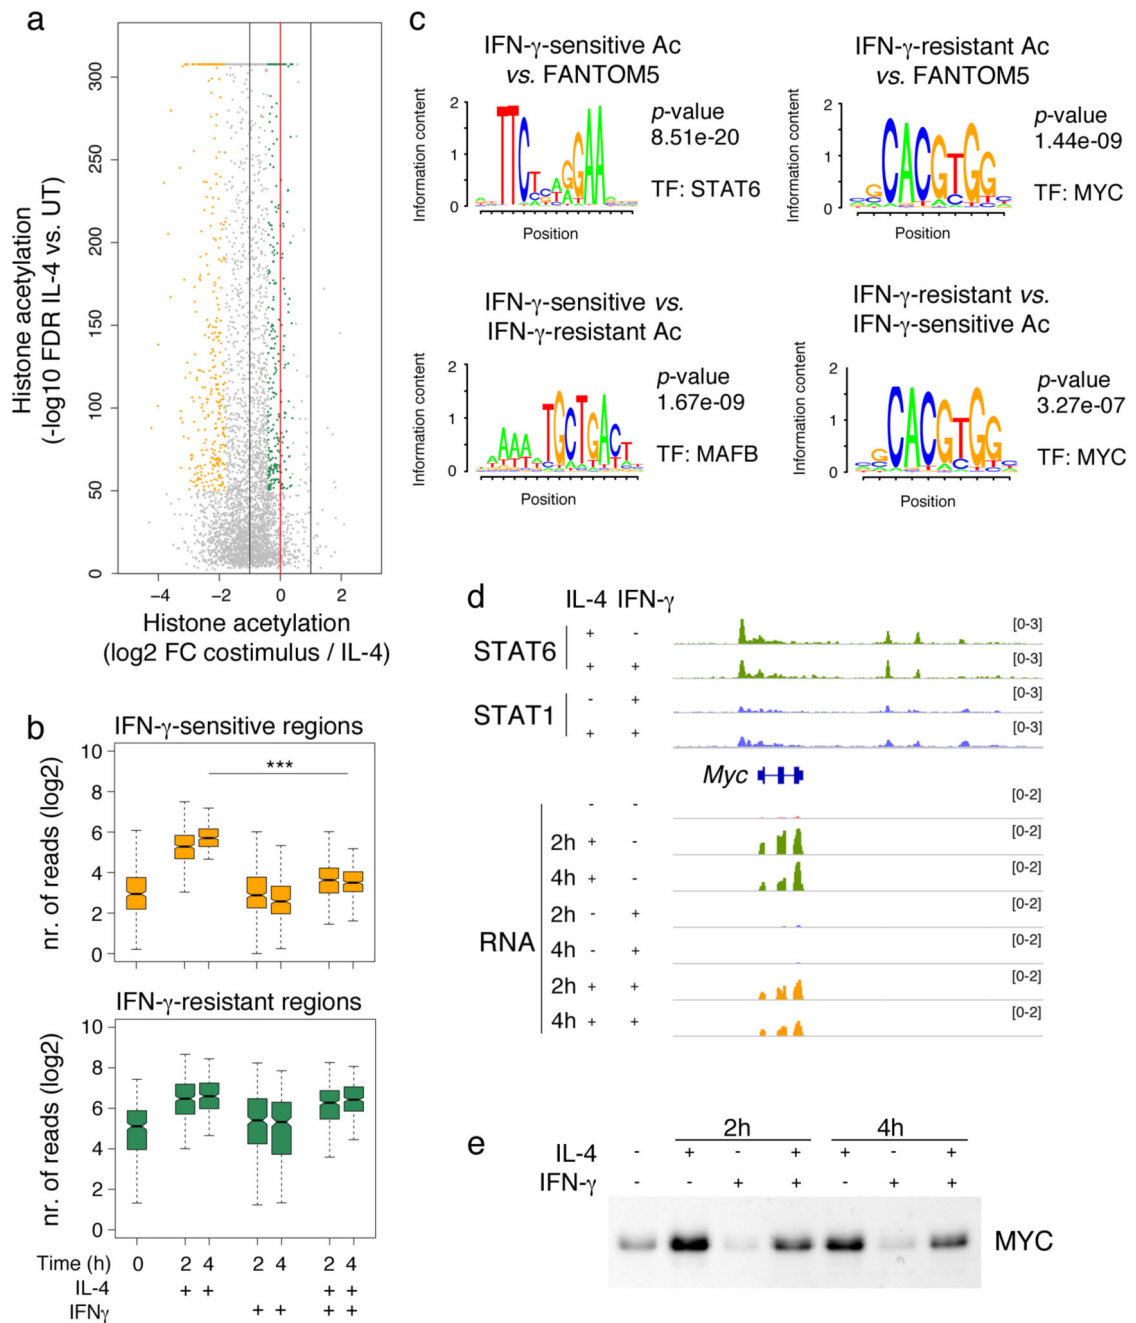 a
Histone acetylation
(-log10 FDR IL-4 vs. UT)
300
250
200
150
100
50
0
−4 −2 0 2
Histone acetylation
(log2 FC costimulus / IL-4)
b
IFN-γ-sensitive regions
nr. of reads (log2)
10
8
6
4
2
0
***
IFN-γ-resistant regions
nr. of reads (log2)
10
8
6
4
2
0
Time (h) 0 2 4 2 4 2 4
IL-4 + + + +
IFNγ + + + +
c
IFN-γ-sensitive Ac
vs. FANTOM5
Information content
2
1
0
Position
p-value
8.51e-20
TF: STAT6
IFN-γ-resistant Ac
vs. FANTOM5
Information content
2
1
0
Position
p-value
1.44e-09
TF: MYC
IFN-γ-sensitive vs.
IFN-γ-resistant Ac
Information content
2
1
0
Position
p-value
1.67e-09
TF: MAFB
IFN-γ-resistant vs.
IFN-γ-sensitive Ac
Information content
2
1
0
Position
p-value
3.27e-07
TF: MYC
d
IL-4 IFN-γ
STAT6
+ - [0-3]
+ + [0-3]
STAT1
- + [0-3]
+ + [0-3]
Myc
RNA
- - [0-2]
2h + - [0-2]
4h + - [0-2]
2h - + [0-2]
4h - + [0-2]
2h + + [0-2]
4h + + [0-2]
e
2h 4h
IL-4 - + - + + - +
IFN-γ - - + + - + +
MYC